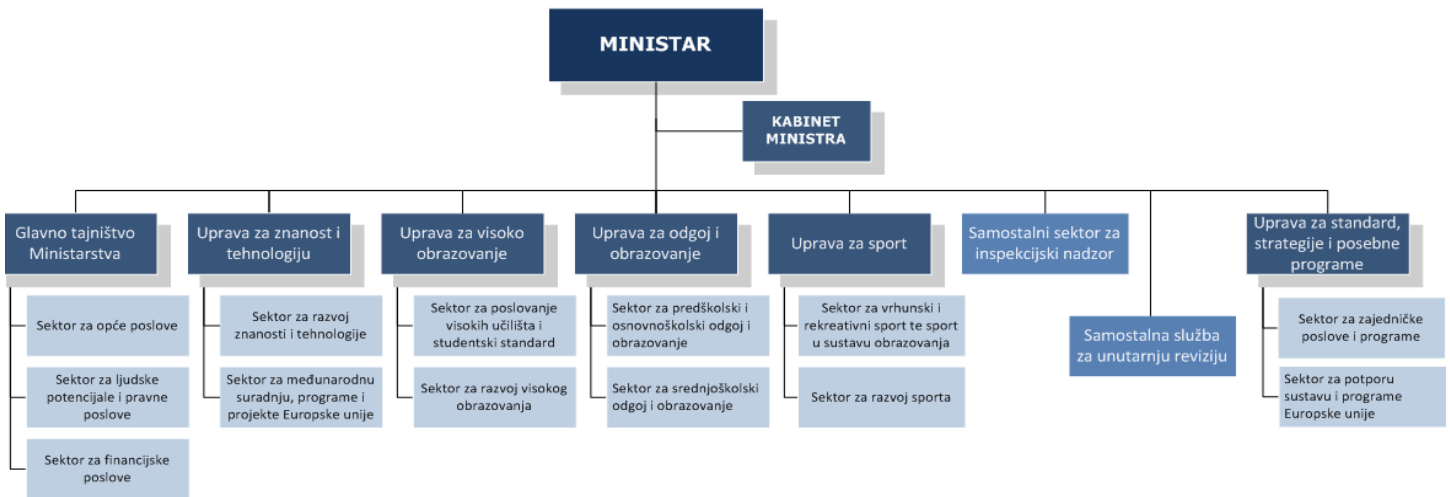 MINISTAR
KABINET
MINISTRA
Glavno tajništvo
Ministarstva
Uprava za znanost i
tehnologiju
Uprava za visoko
obrazovanje
Uprava za odgoj i
obrazovanje
Uprava za sport
Samostalni sektor za
inspekcijski nadzor
Uprava za standard,
strategije i posebne
programe
Sektor za opće poslove
Sektor za razvoj
znanosti i tehnologije
Sektor za poslovanje
visokih učilišta i
studentski standard
Sektor za predškolski i
osnovnoškolski odgoj i
obrazovanje
Sektor za vrhunski i
rekreativni sport te sport
u sustavu obrazovanja
Samostalna služba
za unutarnju reviziju
Sektor za zajedničke
poslove i programe
Sektor za ljudske
potencijale i pravne
poslove
Sektor za međunarodnu
suradnju, programe i
projekte Europske unije
Sektor za razvoj visokog
obrazovanja
Sektor za srednjoškolski
odgoj i obrazovanje
Sektor za razvoj sporta
Sektor za potporu
sustavu i programe
Europske unije
Sektor za financijske
poslove